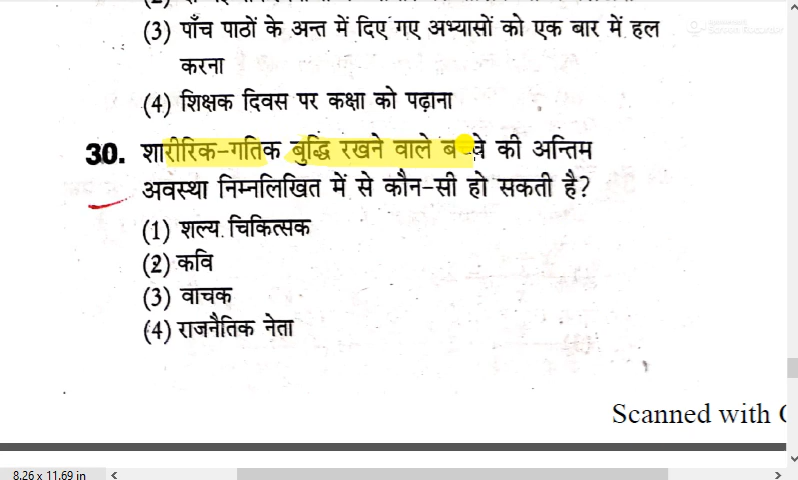 (3) पाँच पाठों के अन्त में दिए गए अभ्यासों को एक बार में हल
करना
(4) शिक्षक दिवस पर कक्षा को पढ़ाना
30. शारीरिक-गतिक बुद्धि रखने वाले बच्चे की अन्तिम
अवस्था निम्नलिखित में से कौन-सी हो सकती है?
(1) शल्य चिकित्सक
(2) कवि
(3) वाचक
(4) राजनैतिक नेता
Scanned with
8.26 x 11.69 in